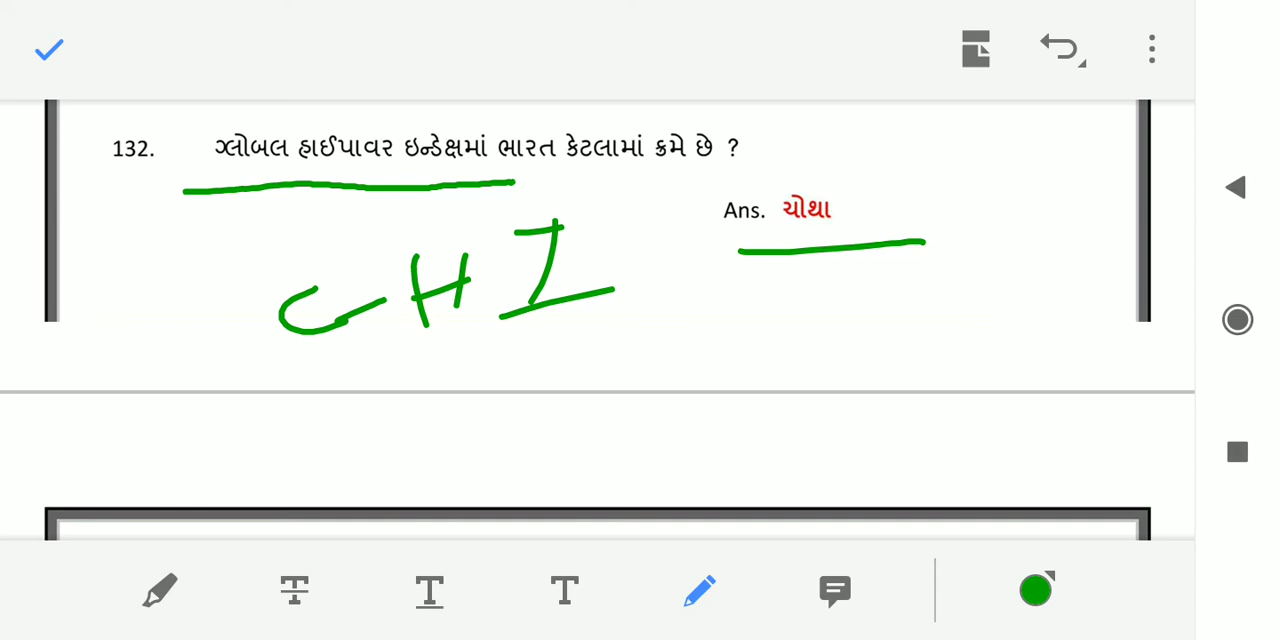 132. ગ્લોબલ હાઈપાવર ઇન્ડેક્ષમાં ભારત કેટલામાં ક્રમે છે ?
Ans. ચોથા
GHI